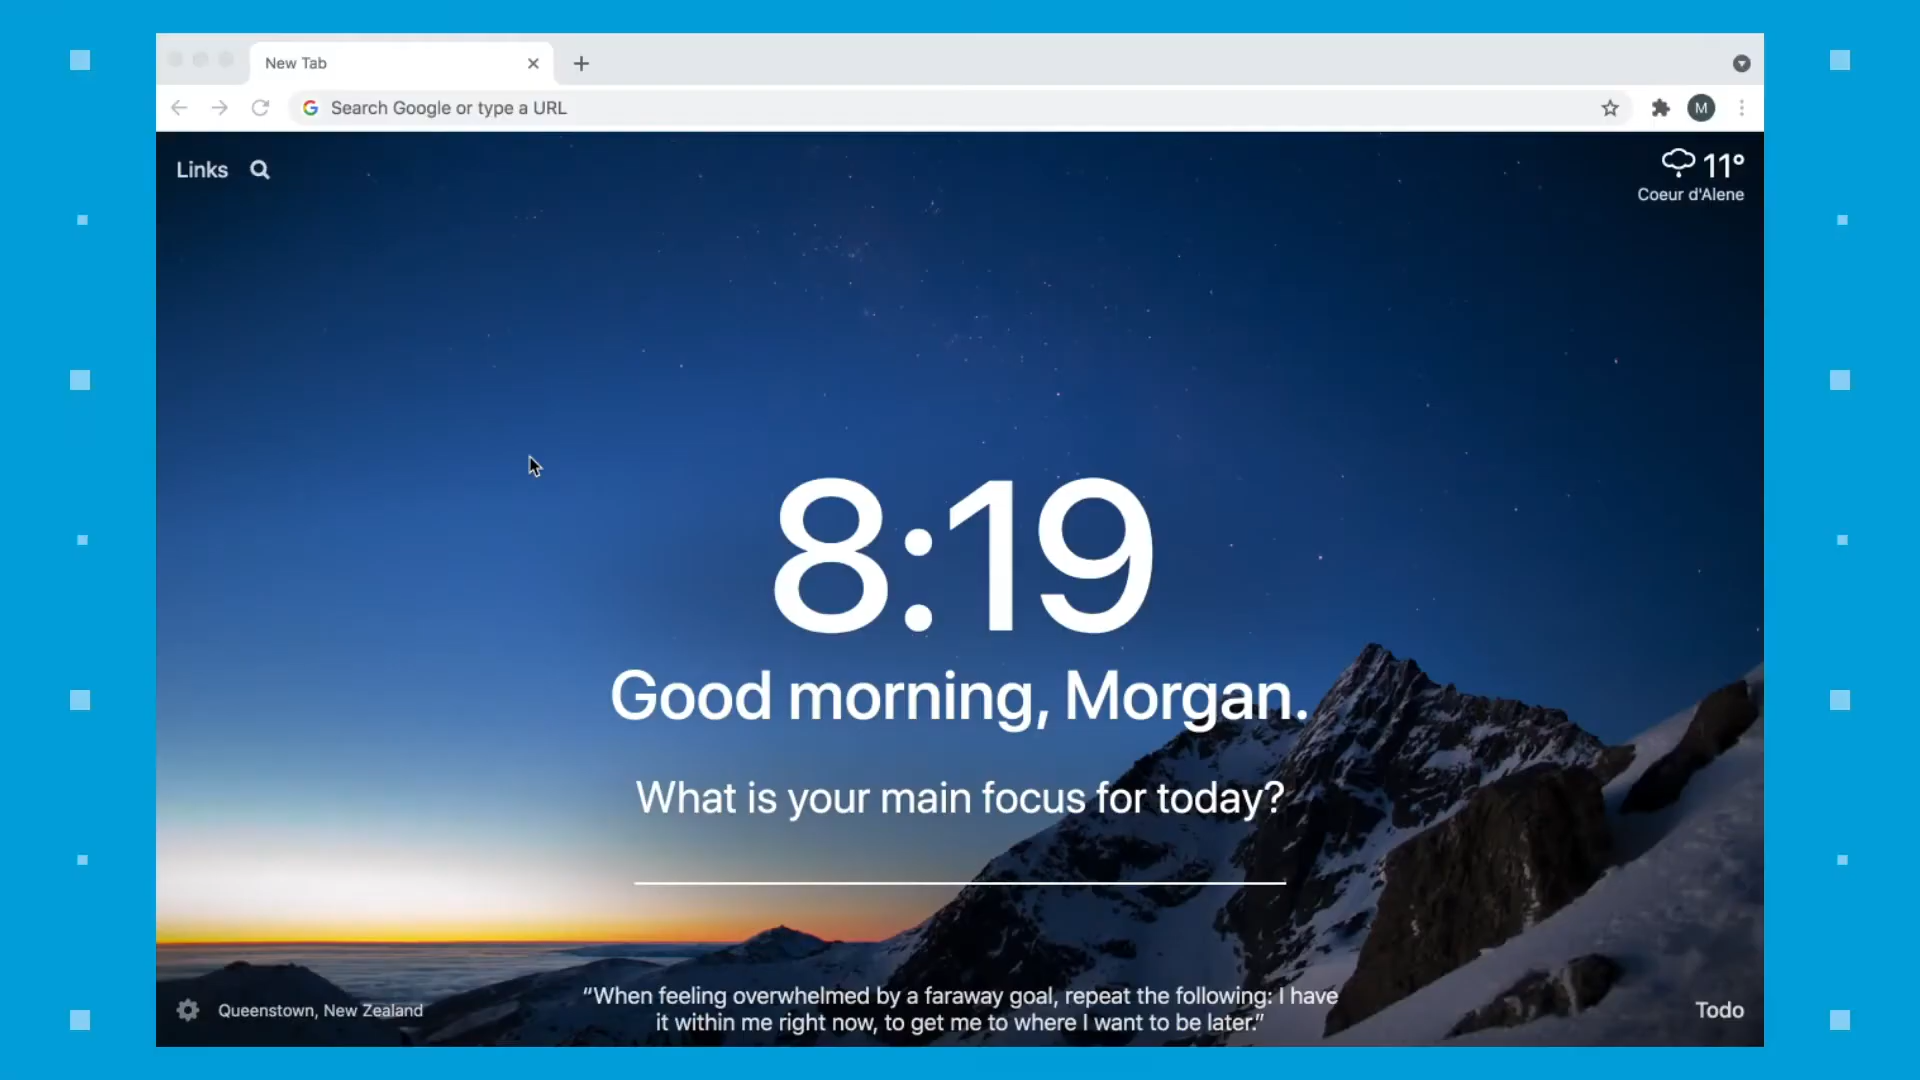 New Tab
Search Google or type a URL
M
Links
11°
Coeur d'Alene
8:19
Good morning, Morgan.
What is your main focus for today?
Queenstown, New Zealand
“When feeling overwhelmed by a faraway goal, repeat the following: I have
it within me right now, to get me to where I want to be later.”
Todo